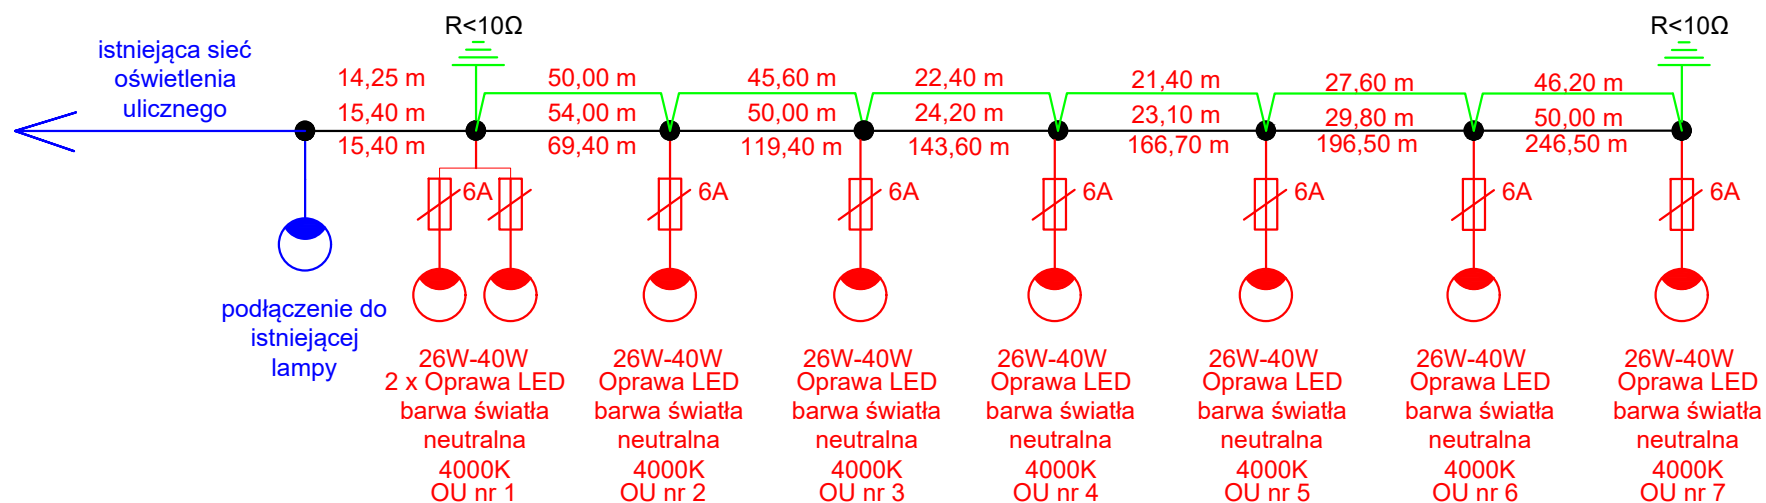 R<10Ω
R<10Ω
istniejąca sieć
oświetlenia
ulicznego
14,25 m
50,00 m
45,60 m
22,40 m
21,40 m
27,60 m
46,20 m
15,40 m
54,00 m
50,00 m
24,20 m
23,10 m
29,80 m
50,00 m
15,40 m
69,40 m
119,40 m
143,60 m
166,70 m
196,50 m
246,50 m
6A
6A
6A
6A
6A
6A
6A
podłączenie do
istniejącej
lampy
26W-40W
2 x Oprawa LED
barwa światła
neutralna
4000K
OU nr 1
26W-40W
Oprawa LED
barwa światła
neutralna
4000K
OU nr 2
26W-40W
Oprawa LED
barwa światła
neutralna
4000K
OU nr 3
26W-40W
Oprawa LED
barwa światła
neutralna
4000K
OU nr 4
26W-40W
Oprawa LED
barwa światła
neutralna
4000K
OU nr 5
26W-40W
Oprawa LED
barwa światła
neutralna
4000K
OU nr 6
26W-40W
Oprawa LED
barwa światła
neutralna
4000K
OU nr 7